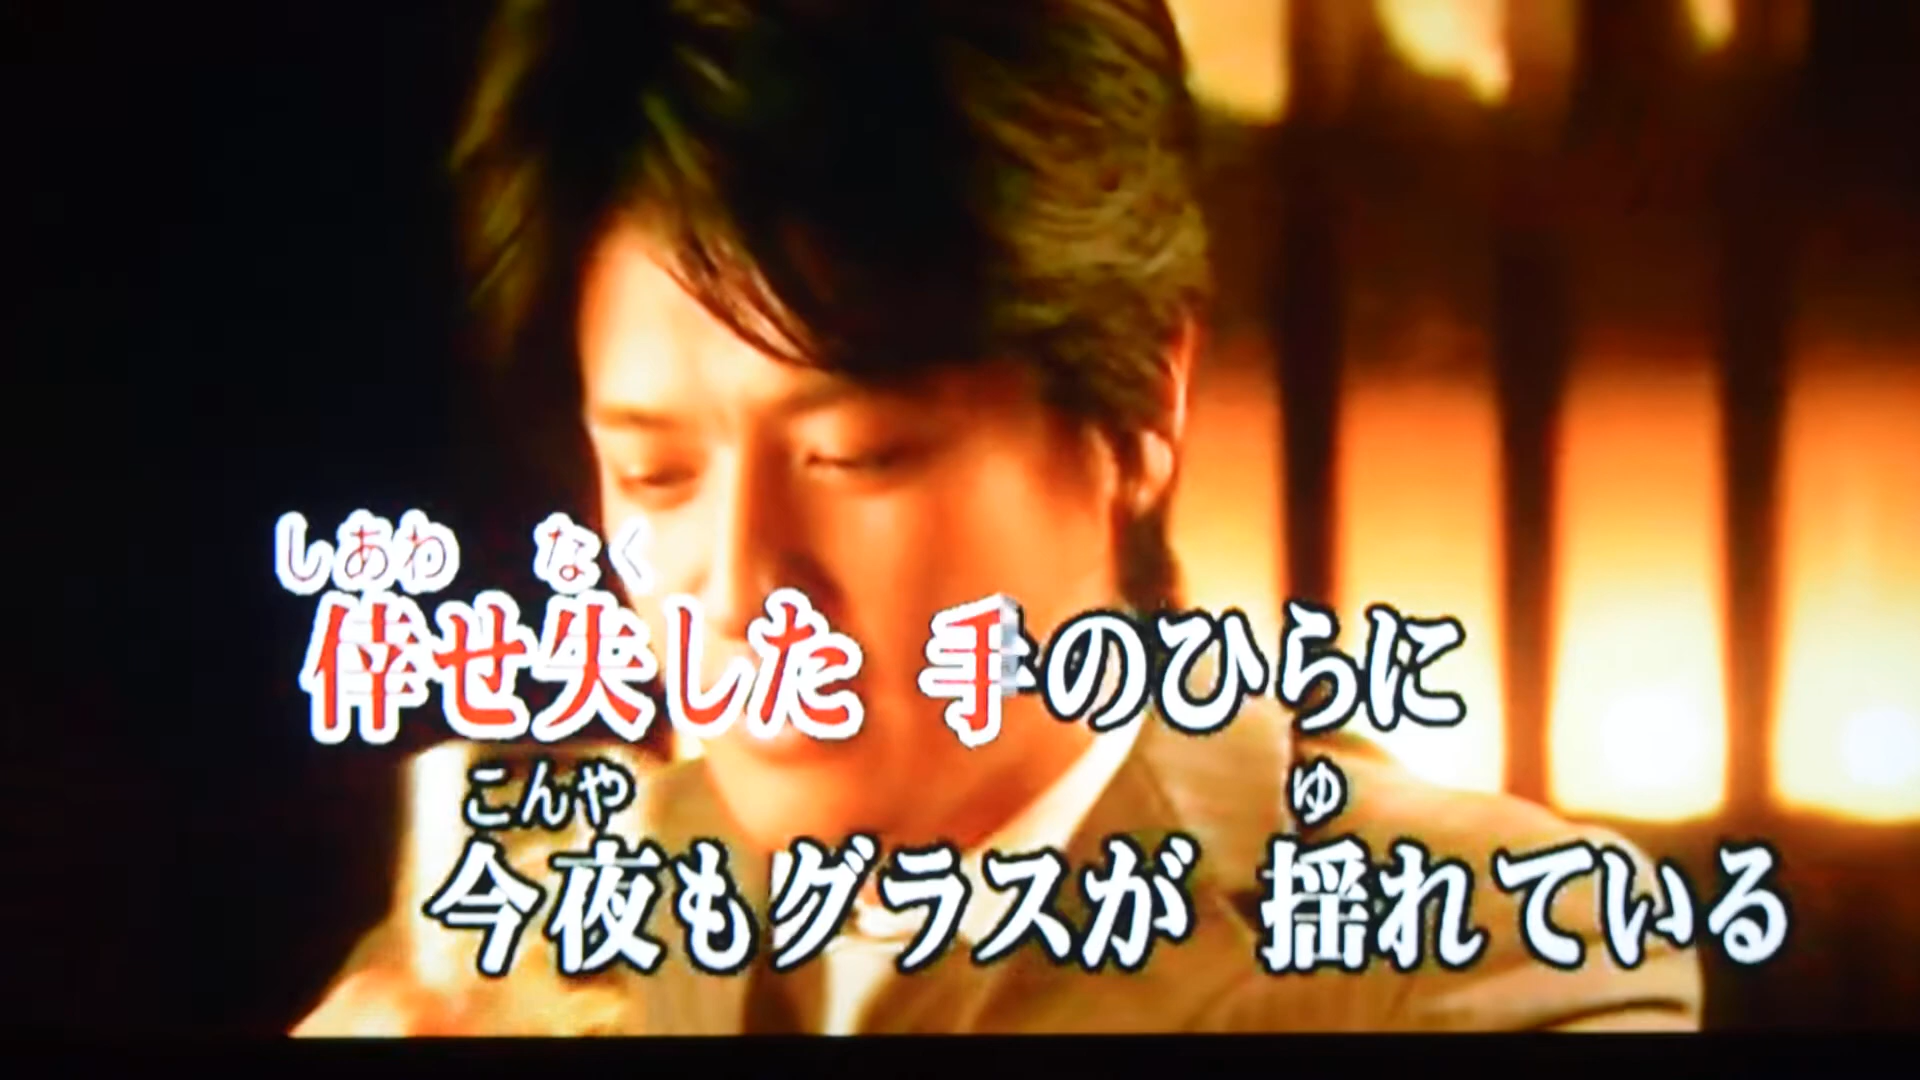 しあわ なく
倖せ失した 手のひらに
こんや ゆ
今夜もグラスが 揺れている